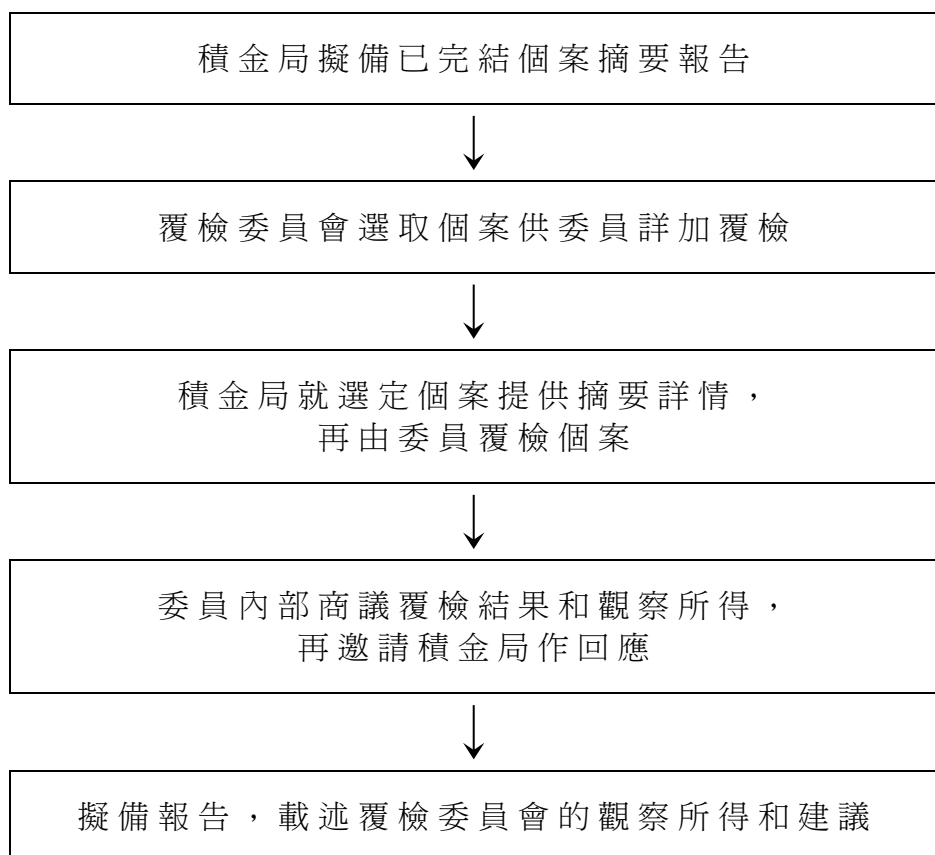 積金局擬備已完結個案摘要報告
覆檢委員會選取個案供委員詳加覆檢
積金局就選定個案提供摘要詳情，
再由委員覆檢個案
委員內部商議覆檢結果和觀察所得，
再邀請積金局作回應
擬備報告，載述覆檢委員會的觀察所得和建議